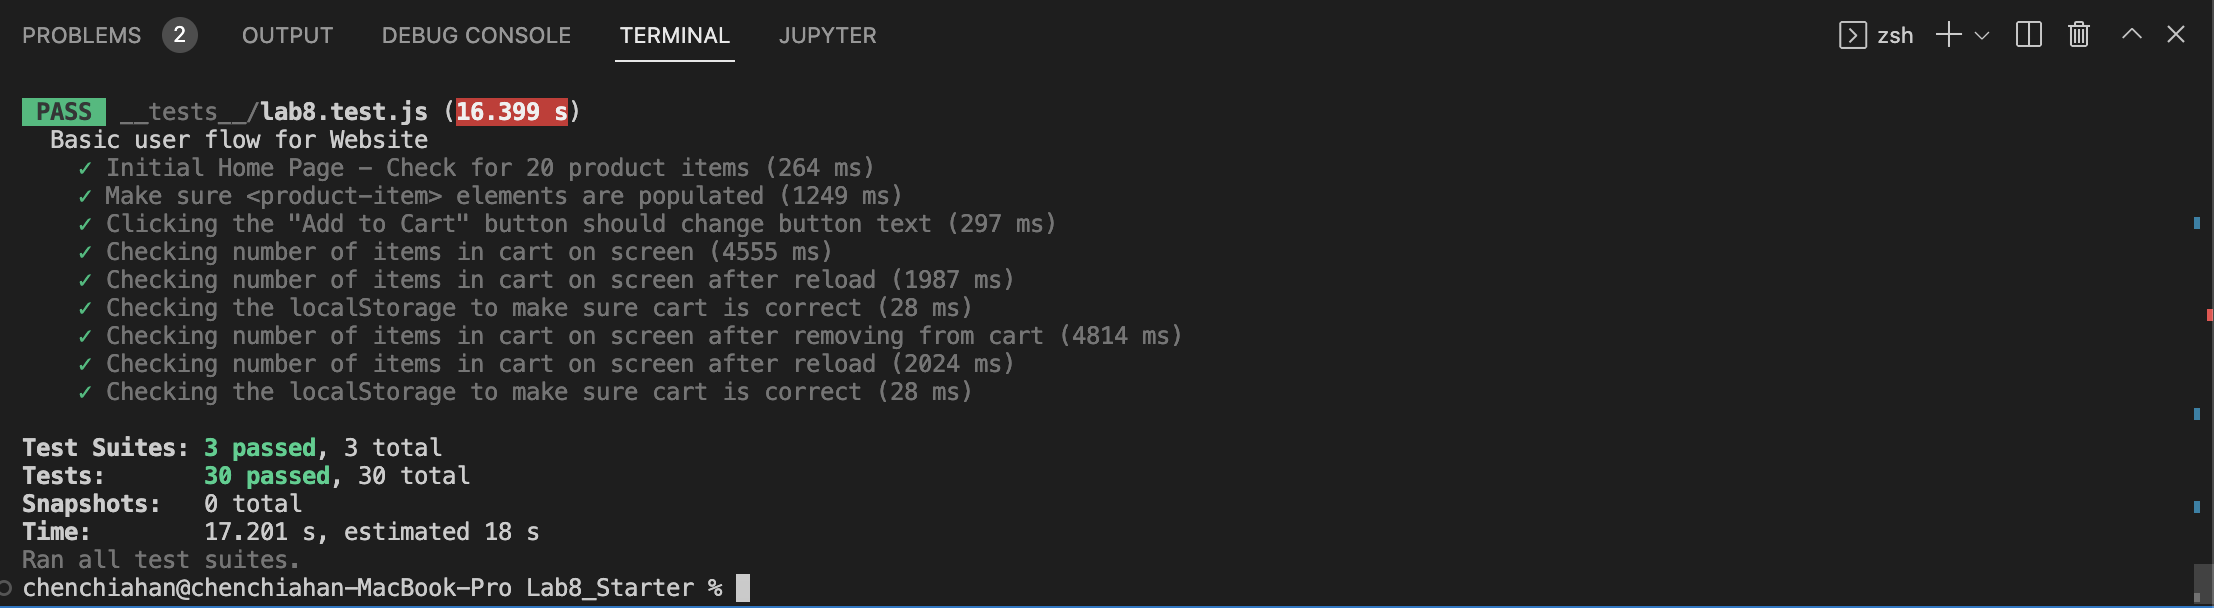 PROBLEMS 2 OUTPUT DEBUG CONSOLE TERMINAL JUPYTER zsh
PASS __tests__/lab8.test.js (16.399 s)
Basic user flow for Website
✓ Initial Home Page - Check for 20 product items (264 ms)
✓ Make sure <product-item> elements are populated (1249 ms)
✓ Clicking the "Add to Cart" button should change button text (297 ms)
✓ Checking number of items in cart on screen (4555 ms)
✓ Checking number of items in cart on screen after reload (1987 ms)
✓ Checking the localStorage to make sure cart is correct (28 ms)
✓ Checking number of items in cart on screen after removing from cart (4814 ms)
✓ Checking number of items in cart on screen after reload (2024 ms)
✓ Checking the localStorage to make sure cart is correct (28 ms)
Test Suites: 3 passed, 3 total
Tests: 30 passed, 30 total
Snapshots: 0 total
Time: 17.201 s, estimated 18 s
Ran all test suites.
chenchiahan@chenchiahan-MacBook-Pro Lab8_Starter %